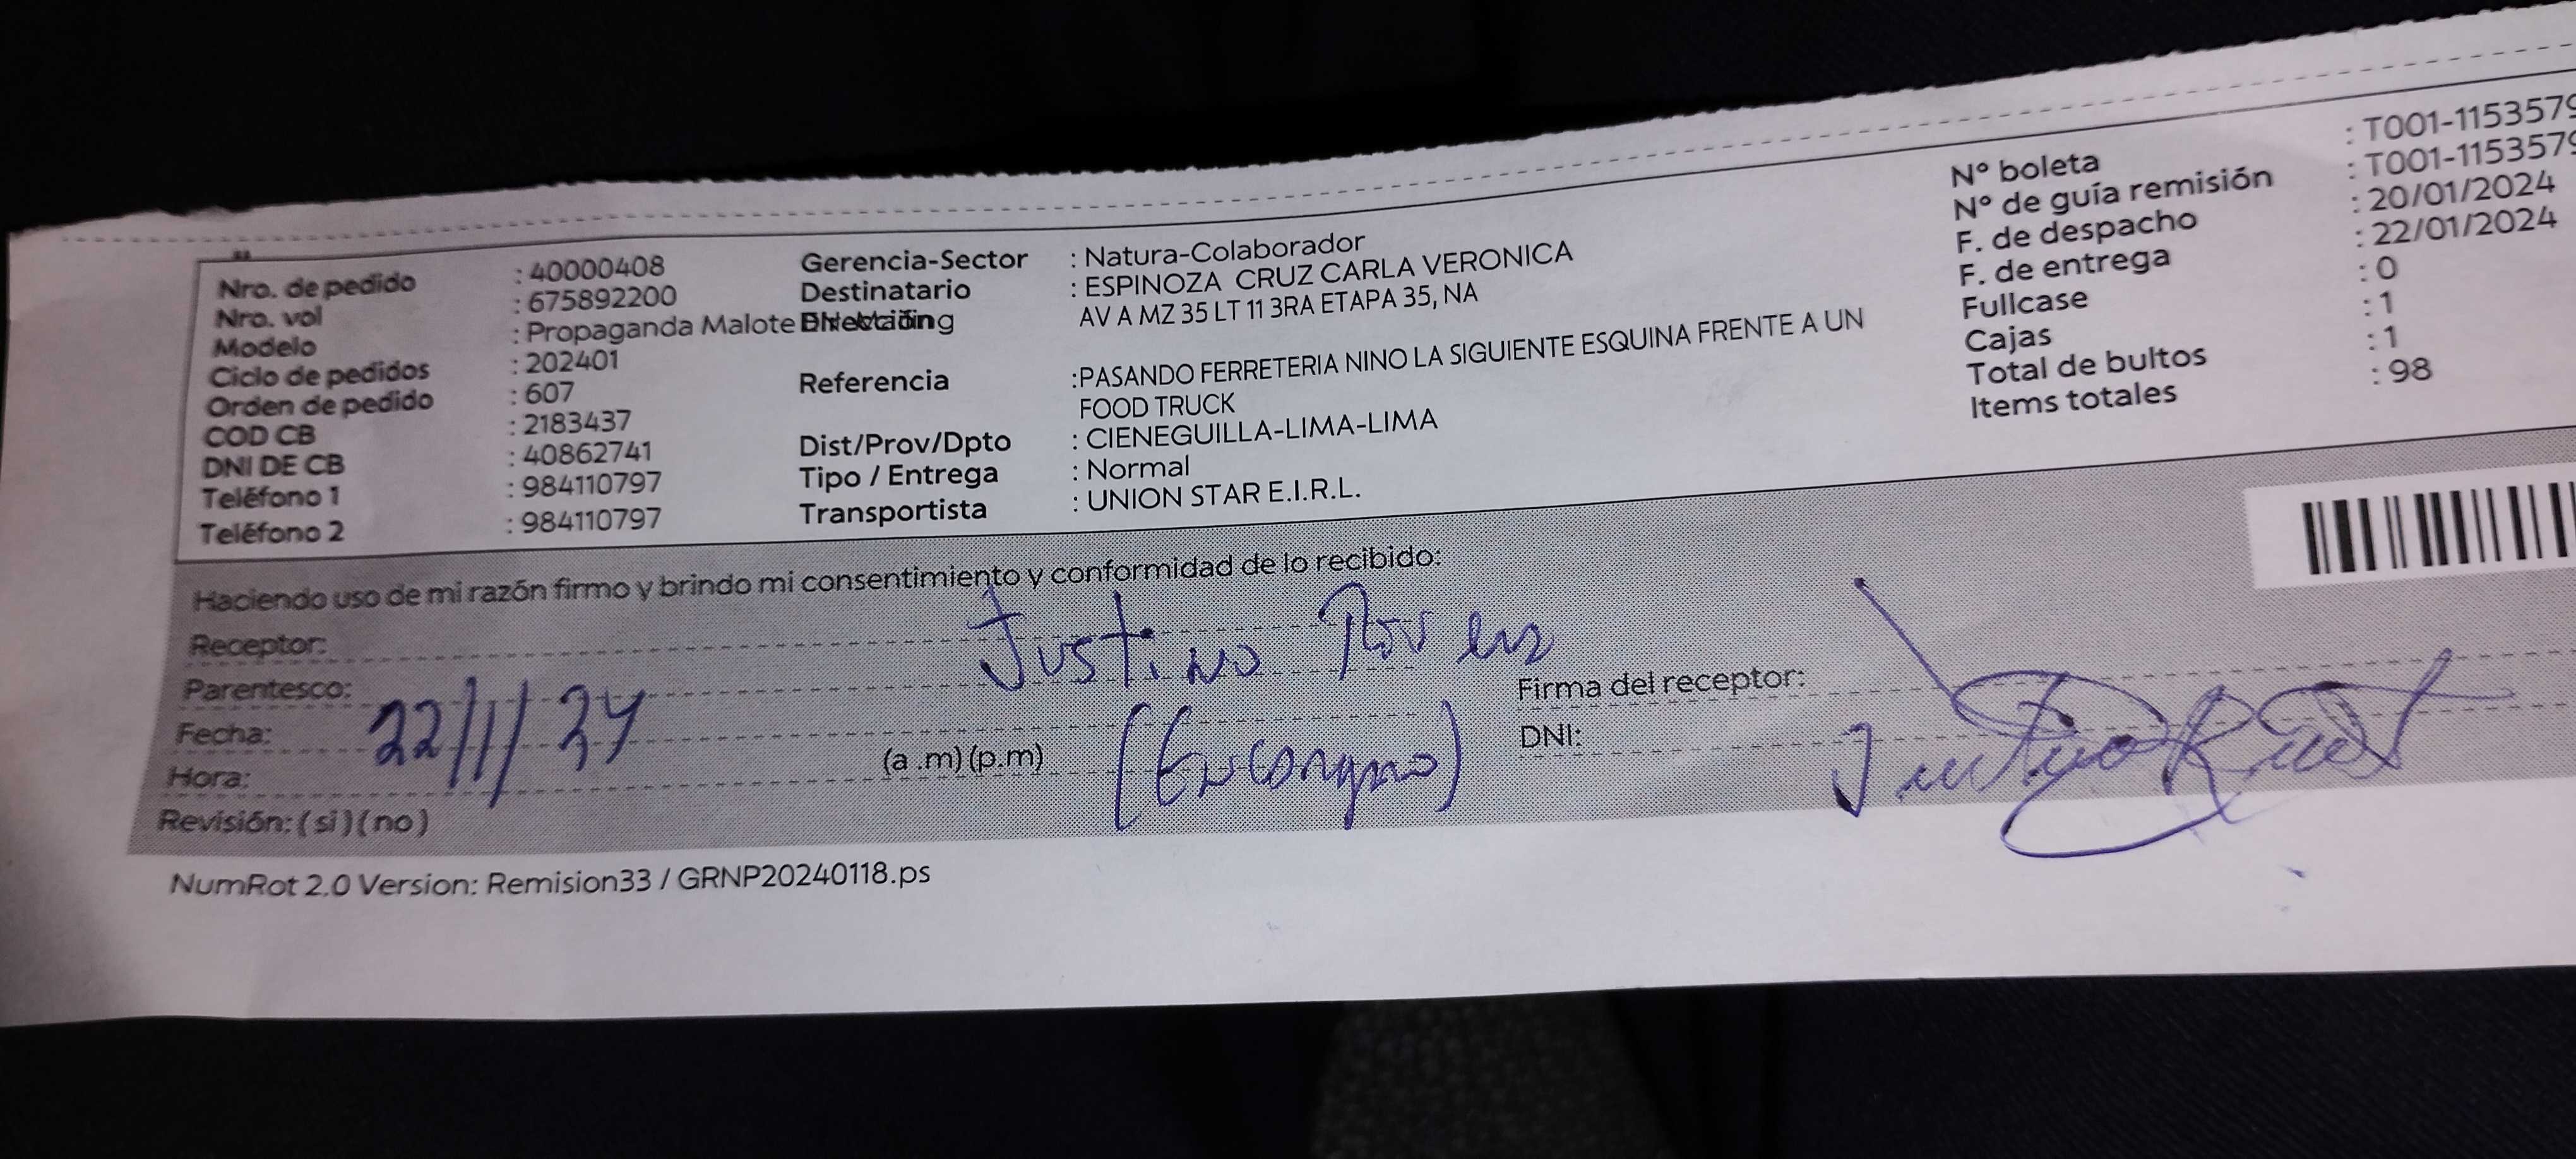 Nro. de pedido : 40000408
Nro. vol : 675892200
Modelo : Propaganda Malote
Ciclo de pedidos : 202401
Orden de pedido : 607
COD CB : 2183437
DNI DE CB : 40862741
Teléfono 1 : 984110797
Teléfono 2 : 984110797
Gerencia-Sector : Natura-Colaborador
Destinatario : ESPINOZA CRUZ CARLA VERONICA
Dirección AV A MZ 35 LT 11 3RA ETAPA 35, NA
Referencia :PASANDO FERRETERIA NINO LA SIGUIENTE ESQUINA FRENTE A UN
FOOD TRUCK
Dist/Prov/Dpto : CIENEGUILLA-LIMA-LIMA
Tipo / Entrega : Normal
Transportista : UNION STAR E.I.R.L.
N° boleta : T001-1153579
N° de guía remisión : T001-1153579
F. de despacho : 20/01/2024
F. de entrega : 22/01/2024
Fullcase : 0
Cajas : 1
Total de bultos : 1
Items totales : 98
Haciendo uso de mi razón firmo y brindo mi consentimiento y conformidad de lo recibido:
Receptor: Justino
Parentesco:
Fecha: 22/1/24
Hora: (a .m) (p.m)
Revisión: ( si ) ( no )
Firma del receptor:
DNI:
NumRot 2.0 Version: Remision33 / GRNP20240118.ps